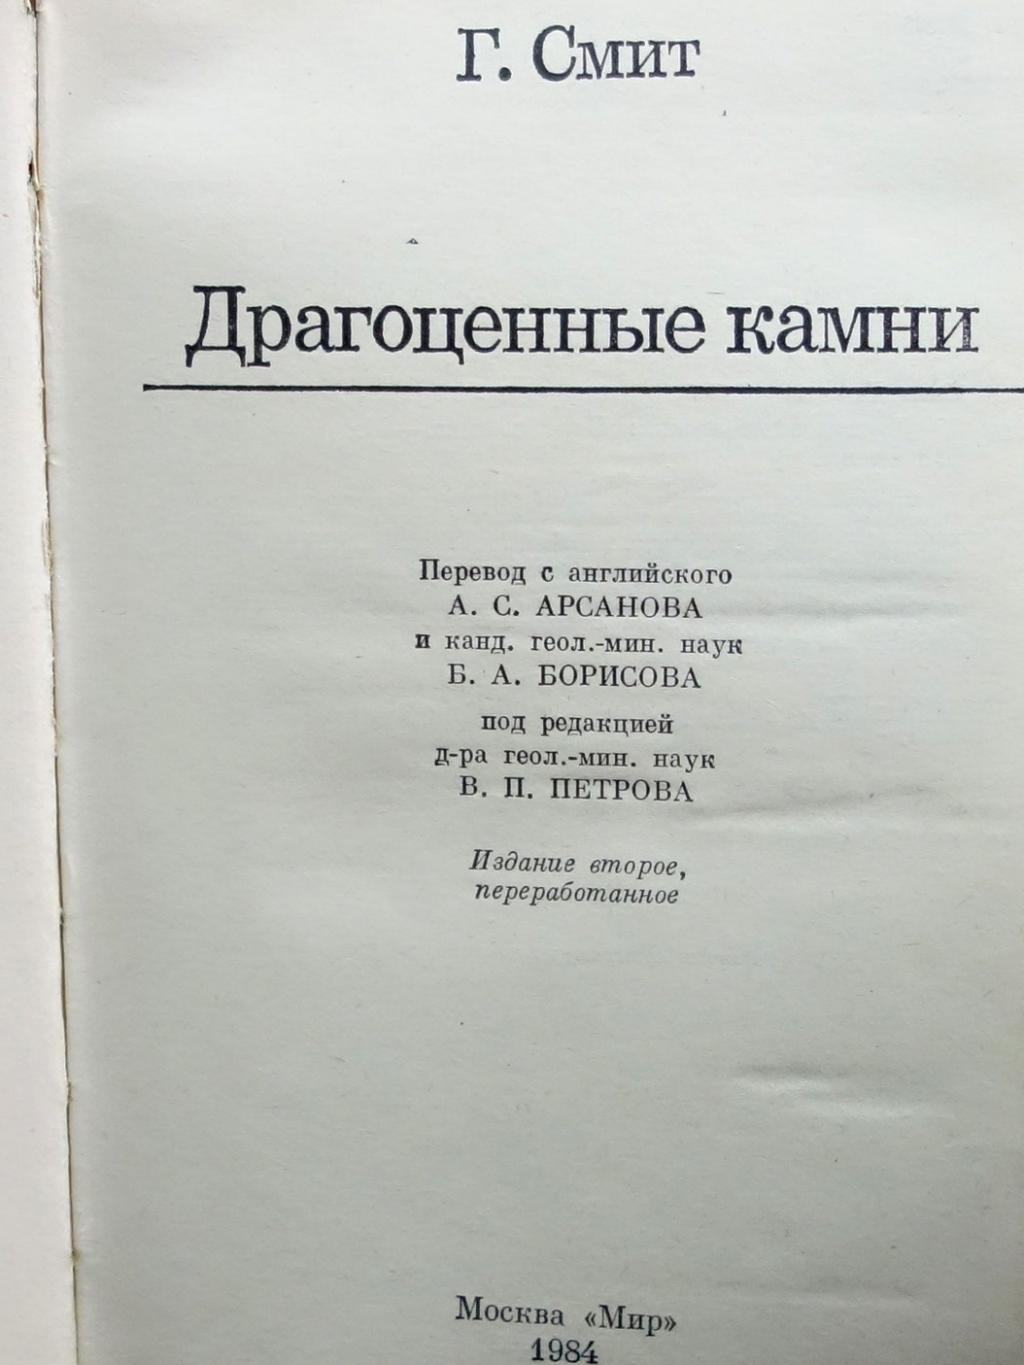 Г. Смит
Драгоценные камни
Перевод с английского
А. С. АРСАНОВА
и канд. геол.-мин. наук
Б. А. БОРИСОВА
под редакцией
д-ра геол.-мин. наук
В. П. ПЕТРОВА
Издание второе,
переработанное
Москва «Мир»
1984